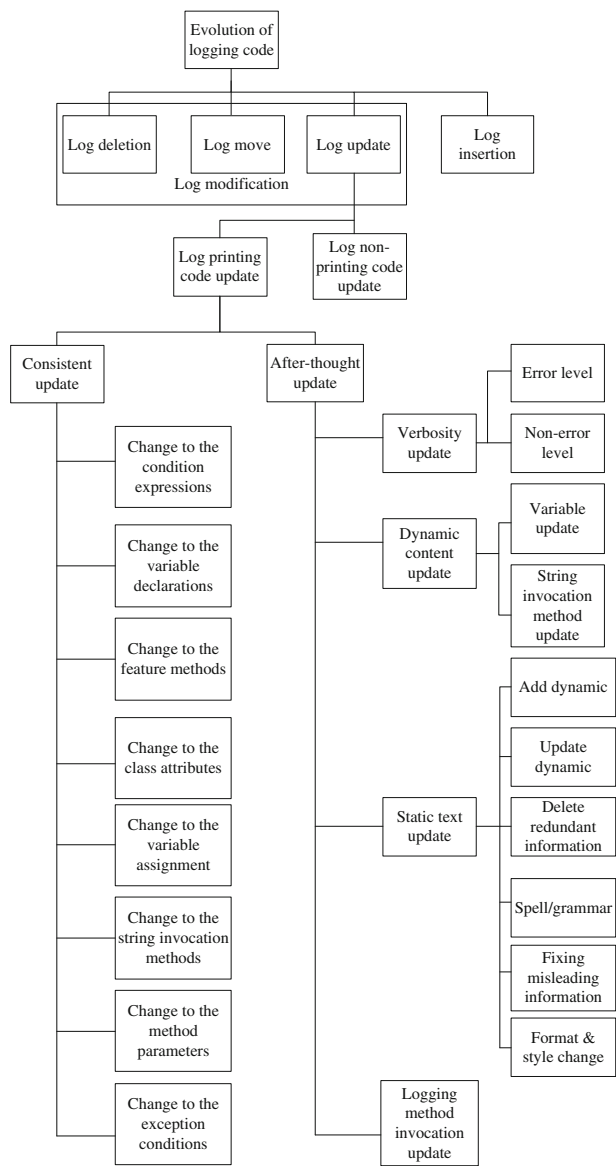 Evolution of
logging code
Log deletion
Log move
Log update
Log
insertion
Log modification
Log printing
code update
Log non-
printing code
update
Consistent
update
After-thought
update
Change to the
condition
expressions
Change to the
variable
declarations
Change to the
feature methods
Change to the
class attributes
Change to the
variable
assignment
Change to the
string invocation
methods
Change to the
method
parameters
Change to the
exception
conditions
Verbosity
update
Error level
Non-error
level
Dynamic
content
update
Variable
update
String
invocation
method
update
Static text
update
Add dynamic
Update
dynamic
Delete
redundant
information
Spell/grammar
Fixing
misleading
information
Format &
style change
Logging
method
invocation update